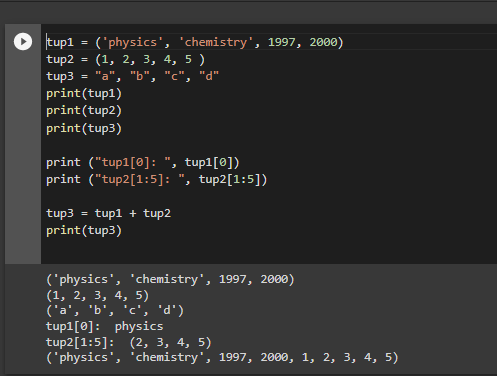 tup1 = ('physics', 'chemistry', 1997, 2000)
tup2 = (1, 2, 3, 4, 5 )
tup3 = "a", "b", "c", "d"
print(tup1)
print(tup2)
print(tup3)
print ("tup1[0]: ", tup1[0])
print ("tup2[1:5]: ", tup2[1:5])
tup3 = tup1 + tup2
print(tup3)
('physics', 'chemistry', 1997, 2000)
(1, 2, 3, 4, 5)
('a', 'b', 'c', 'd')
tup1[0]:  physics
tup2[1:5]:  (2, 3, 4, 5)
('physics', 'chemistry', 1997, 2000, 1, 2, 3, 4, 5)